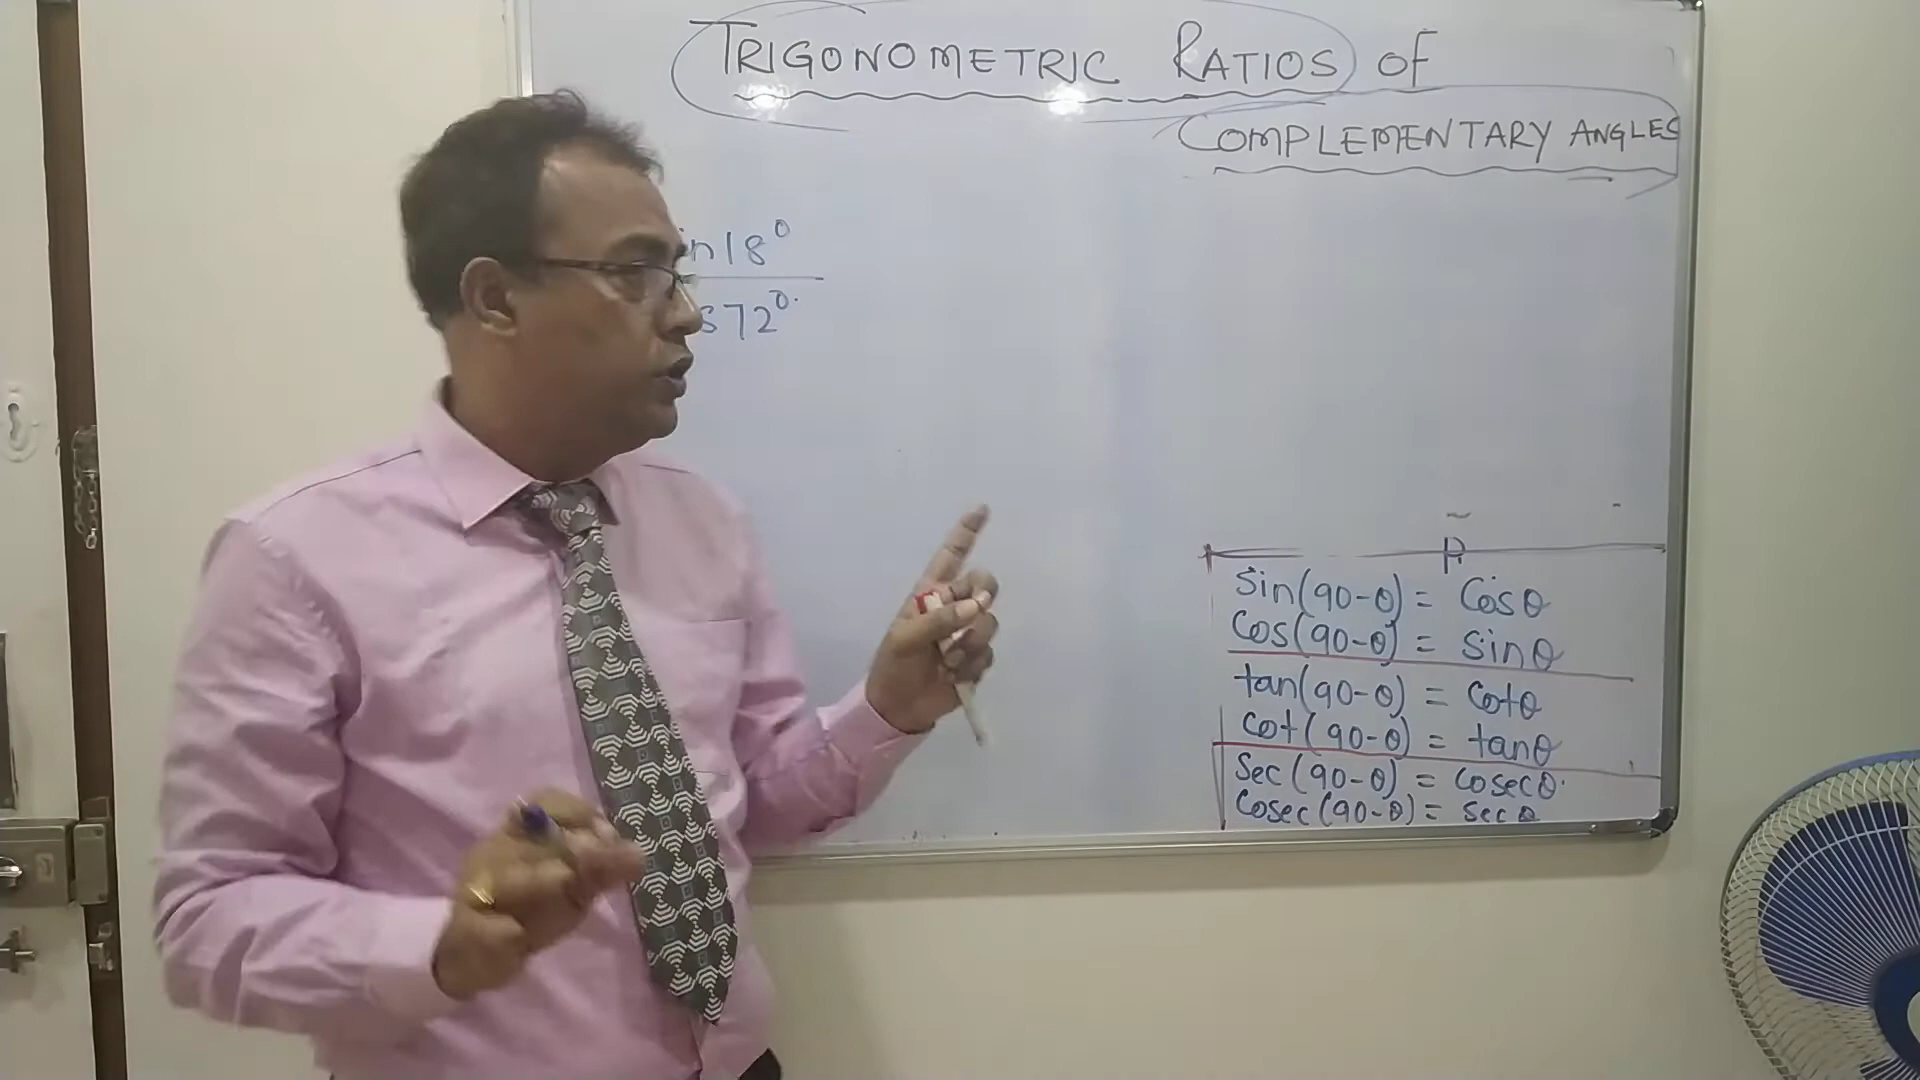 TRIGONOMETRIC RATIOS OF
COMPLEMENTARY ANGLES
n18°
s72°.
sin(90-θ) = Cosθ
Cos(90-θ) = sinθ
tan(90-θ) = cotθ
cot(90-θ) = tanθ
Sec(90-θ) = cosecθ.
Cosec(90-θ) = secθ